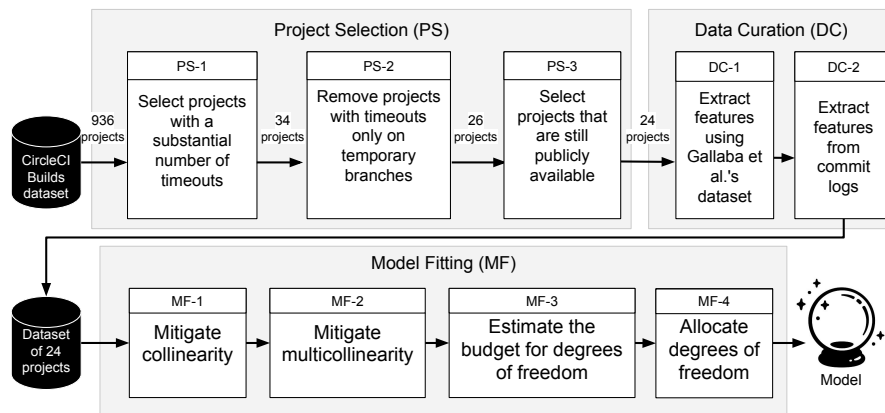 Project Selection (PS)
Data Curation (DC)
PS-1
PS-2
PS-3
DC-1
DC-2
936
projects
Select projects
with a
substantial
number of
timeouts
34
projects
Remove projects
with timeouts
only on
temporary
branches
26
projects
Select
projects that
are still
publicly
available
24
projects
Extract
features
using
Gallaba et
al.'s
dataset
Extract
features
from
commit
logs
CircleCI
Builds
dataset
Model Fitting (MF)
MF-1
MF-2
MF-3
MF-4
Dataset
of 24
projects
Mitigate
collinearity
Mitigate
multicollinearity
Estimate the
budget for degrees
of freedom
Allocate
degrees of
freedom
Model